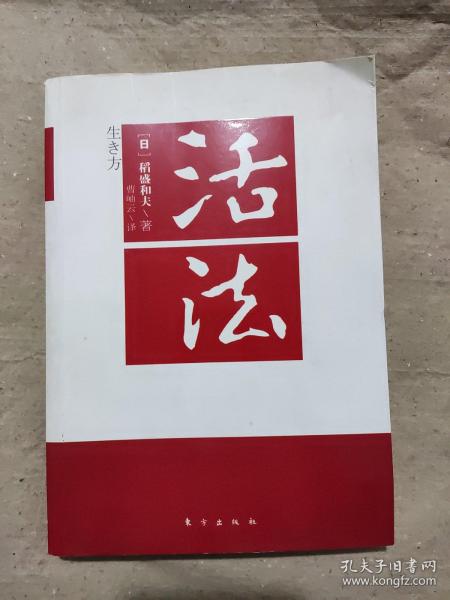 生き方
活
法
[日]稻盛和夫\著
曹岫云\译
东方出版社
孔夫子旧书网
www.kongfz.com